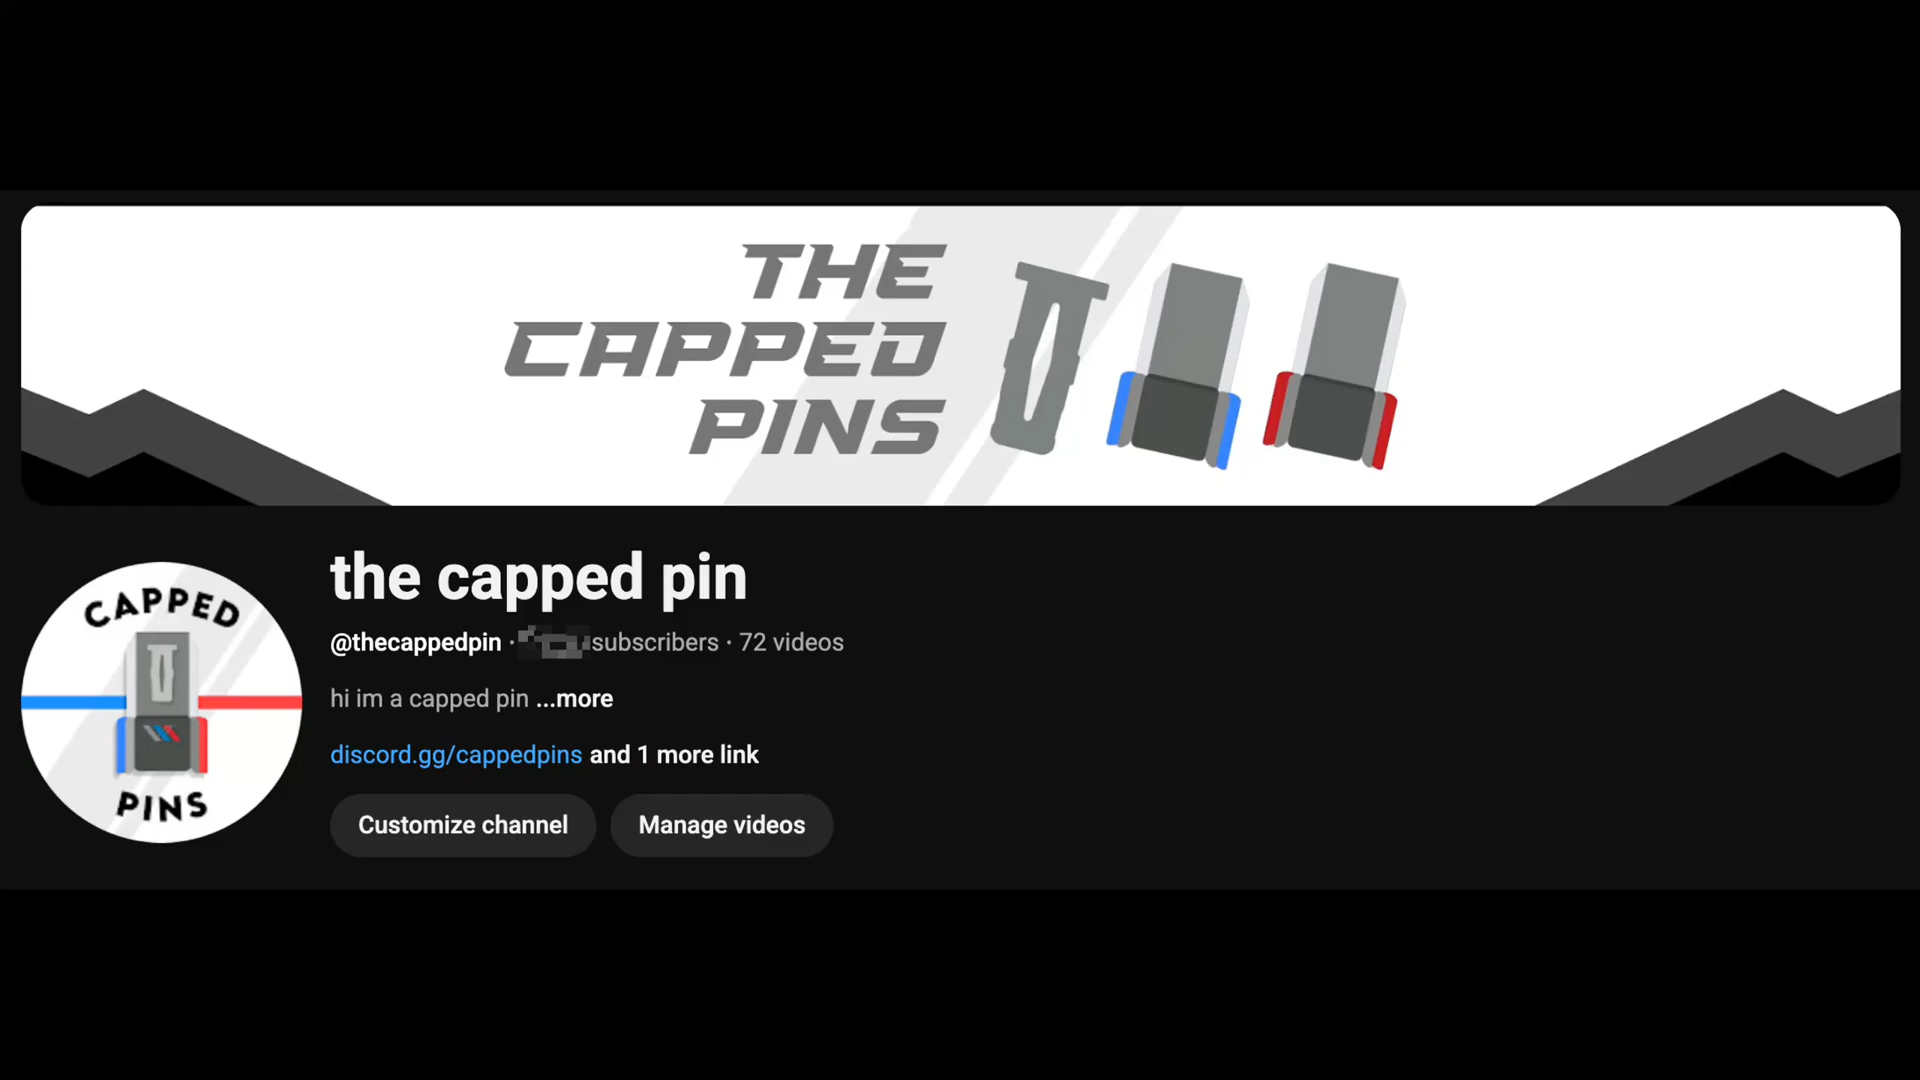 THE
CAPPED
PINS
CAPPED
PINS
the capped pin
@thecappedpin · subscribers · 72 videos
hi im a capped pin ...more
discord.gg/cappedpins and 1 more link
Customize channel
Manage videos